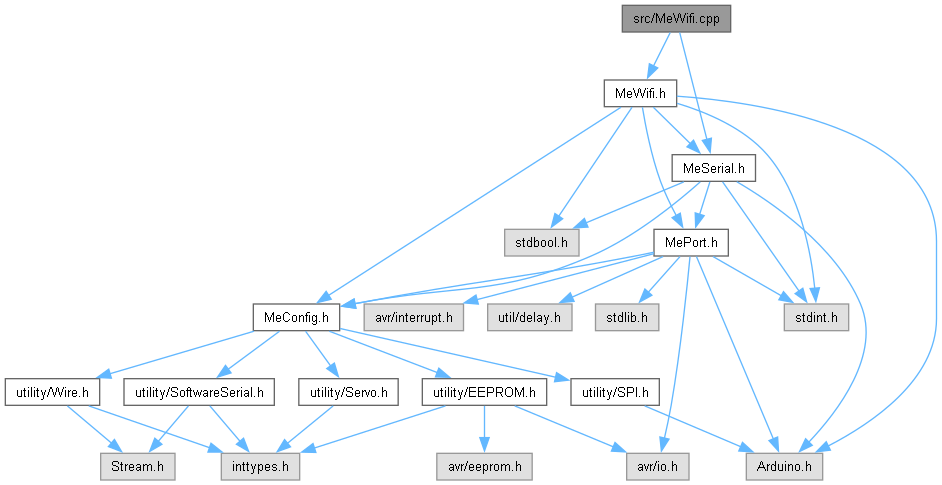 src/MeWifi.cpp
MeWifi.h
MeSerial.h
stdbool.h
MePort.h
MeConfig.h
avr/interrupt.h
util/delay.h
stdlib.h
stdint.h
utility/Wire.h
utility/SoftwareSerial.h
utility/Servo.h
utility/EEPROM.h
utility/SPI.h
Stream.h
inttypes.h
avr/eeprom.h
avr/io.h
Arduino.h